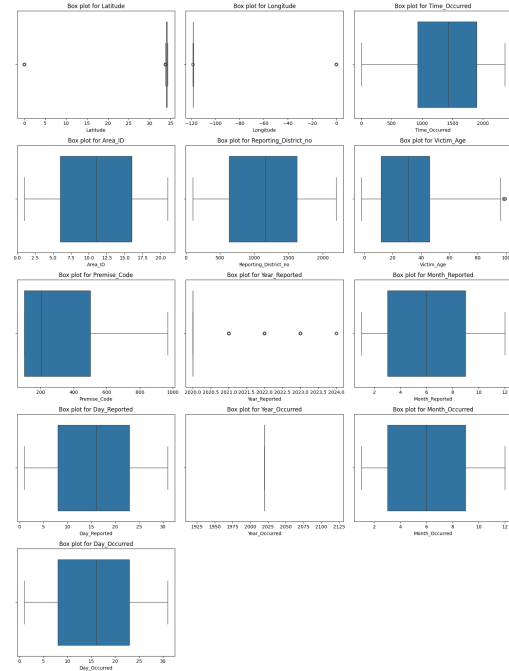 Box plot for Latitude
0 5 10 15 20 25 30 35
Latitude
Box plot for Longitude
−120 −100 −80 −60 −40 −20 0
Longitude
Box plot for Time_Occurred
0 500 1000 1500 2000
Time_Occurred
Box plot for Area_ID
0.0 2.5 5.0 7.5 10.0 12.5 15.0 17.5 20.0
Area_ID
Box plot for Reporting_District_no
0 500 1000 1500 2000
Reporting_District_no
Box plot for Victim_Age
0 20 40 60 80 100
Victim_Age
Box plot for Premise_Code
200 400 600 800 1000
Premise_Code
Box plot for Year_Reported
2020.0 2020.5 2021.0 2021.5 2022.0 2022.5 2023.0 2023.5 2024.0
Year_Reported
Box plot for Month_Reported
2 4 6 8 10 12
Month_Reported
Box plot for Day_Reported
0 5 10 15 20 25 30
Day_Reported
Box plot for Year_Occurred
1925 1950 1975 2000 2025 2050 2075 2100 2125
Year_Occurred
Box plot for Month_Occurred
2 4 6 8 10 12
Month_Occurred
Box plot for Day_Occurred
0 5 10 15 20 25 30
Day_Occurred